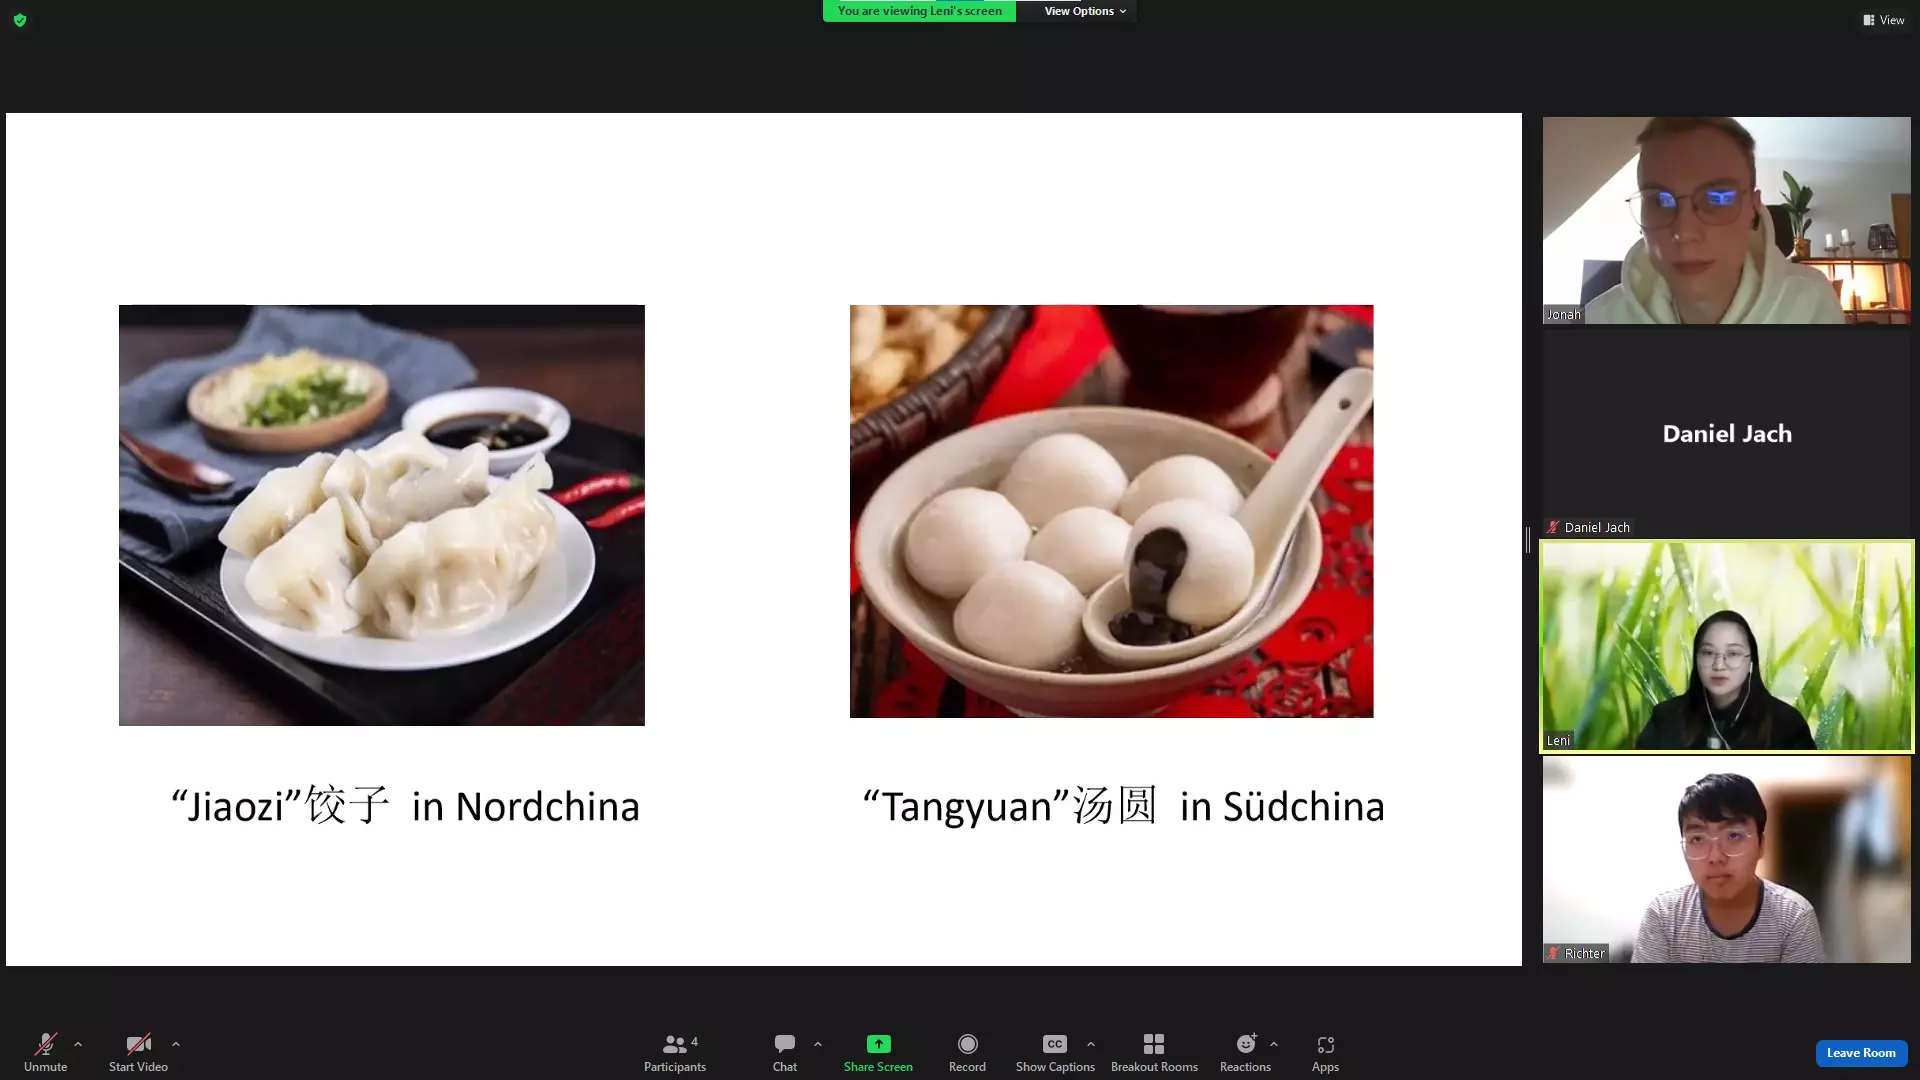 You are viewing Leni's screen
View Options
View
Jonah
Daniel Jach
Daniel Jach
Leni
Richter
“Jiaozi”饺子 in Nordchina
“Tangyuan”汤圆 in Südchina
Unmute
Start Video
Participants
4
Chat
Share Screen
Record
CC
Show Captions
Breakout Rooms
Reactions
Apps
Leave Room